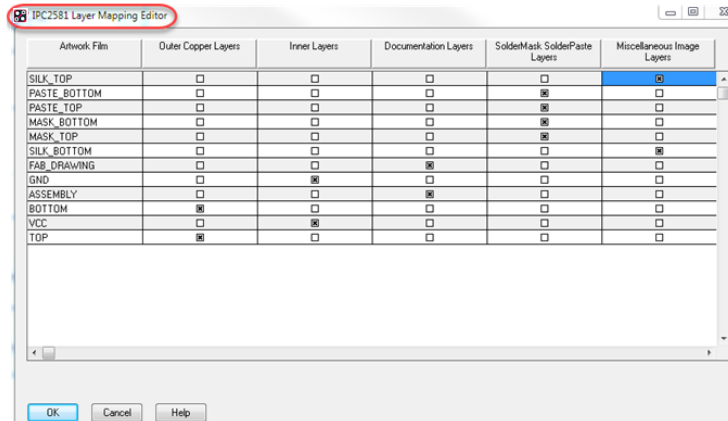 IPC2581 Layer Mapping Editor
Artwork Film Outer Copper Layers Inner Layers Documentation Layers SolderMask SolderPaste Layers Miscellaneous Image Layers
SILK_TOP
PASTE_BOTTOM
PASTE_TOP
MASK_BOTTOM
MASK_TOP
SILK_BOTTOM
FAB_DRAWING
GND
ASSEMBLY
BOTTOM
VCC
TOP
OK Cancel Help